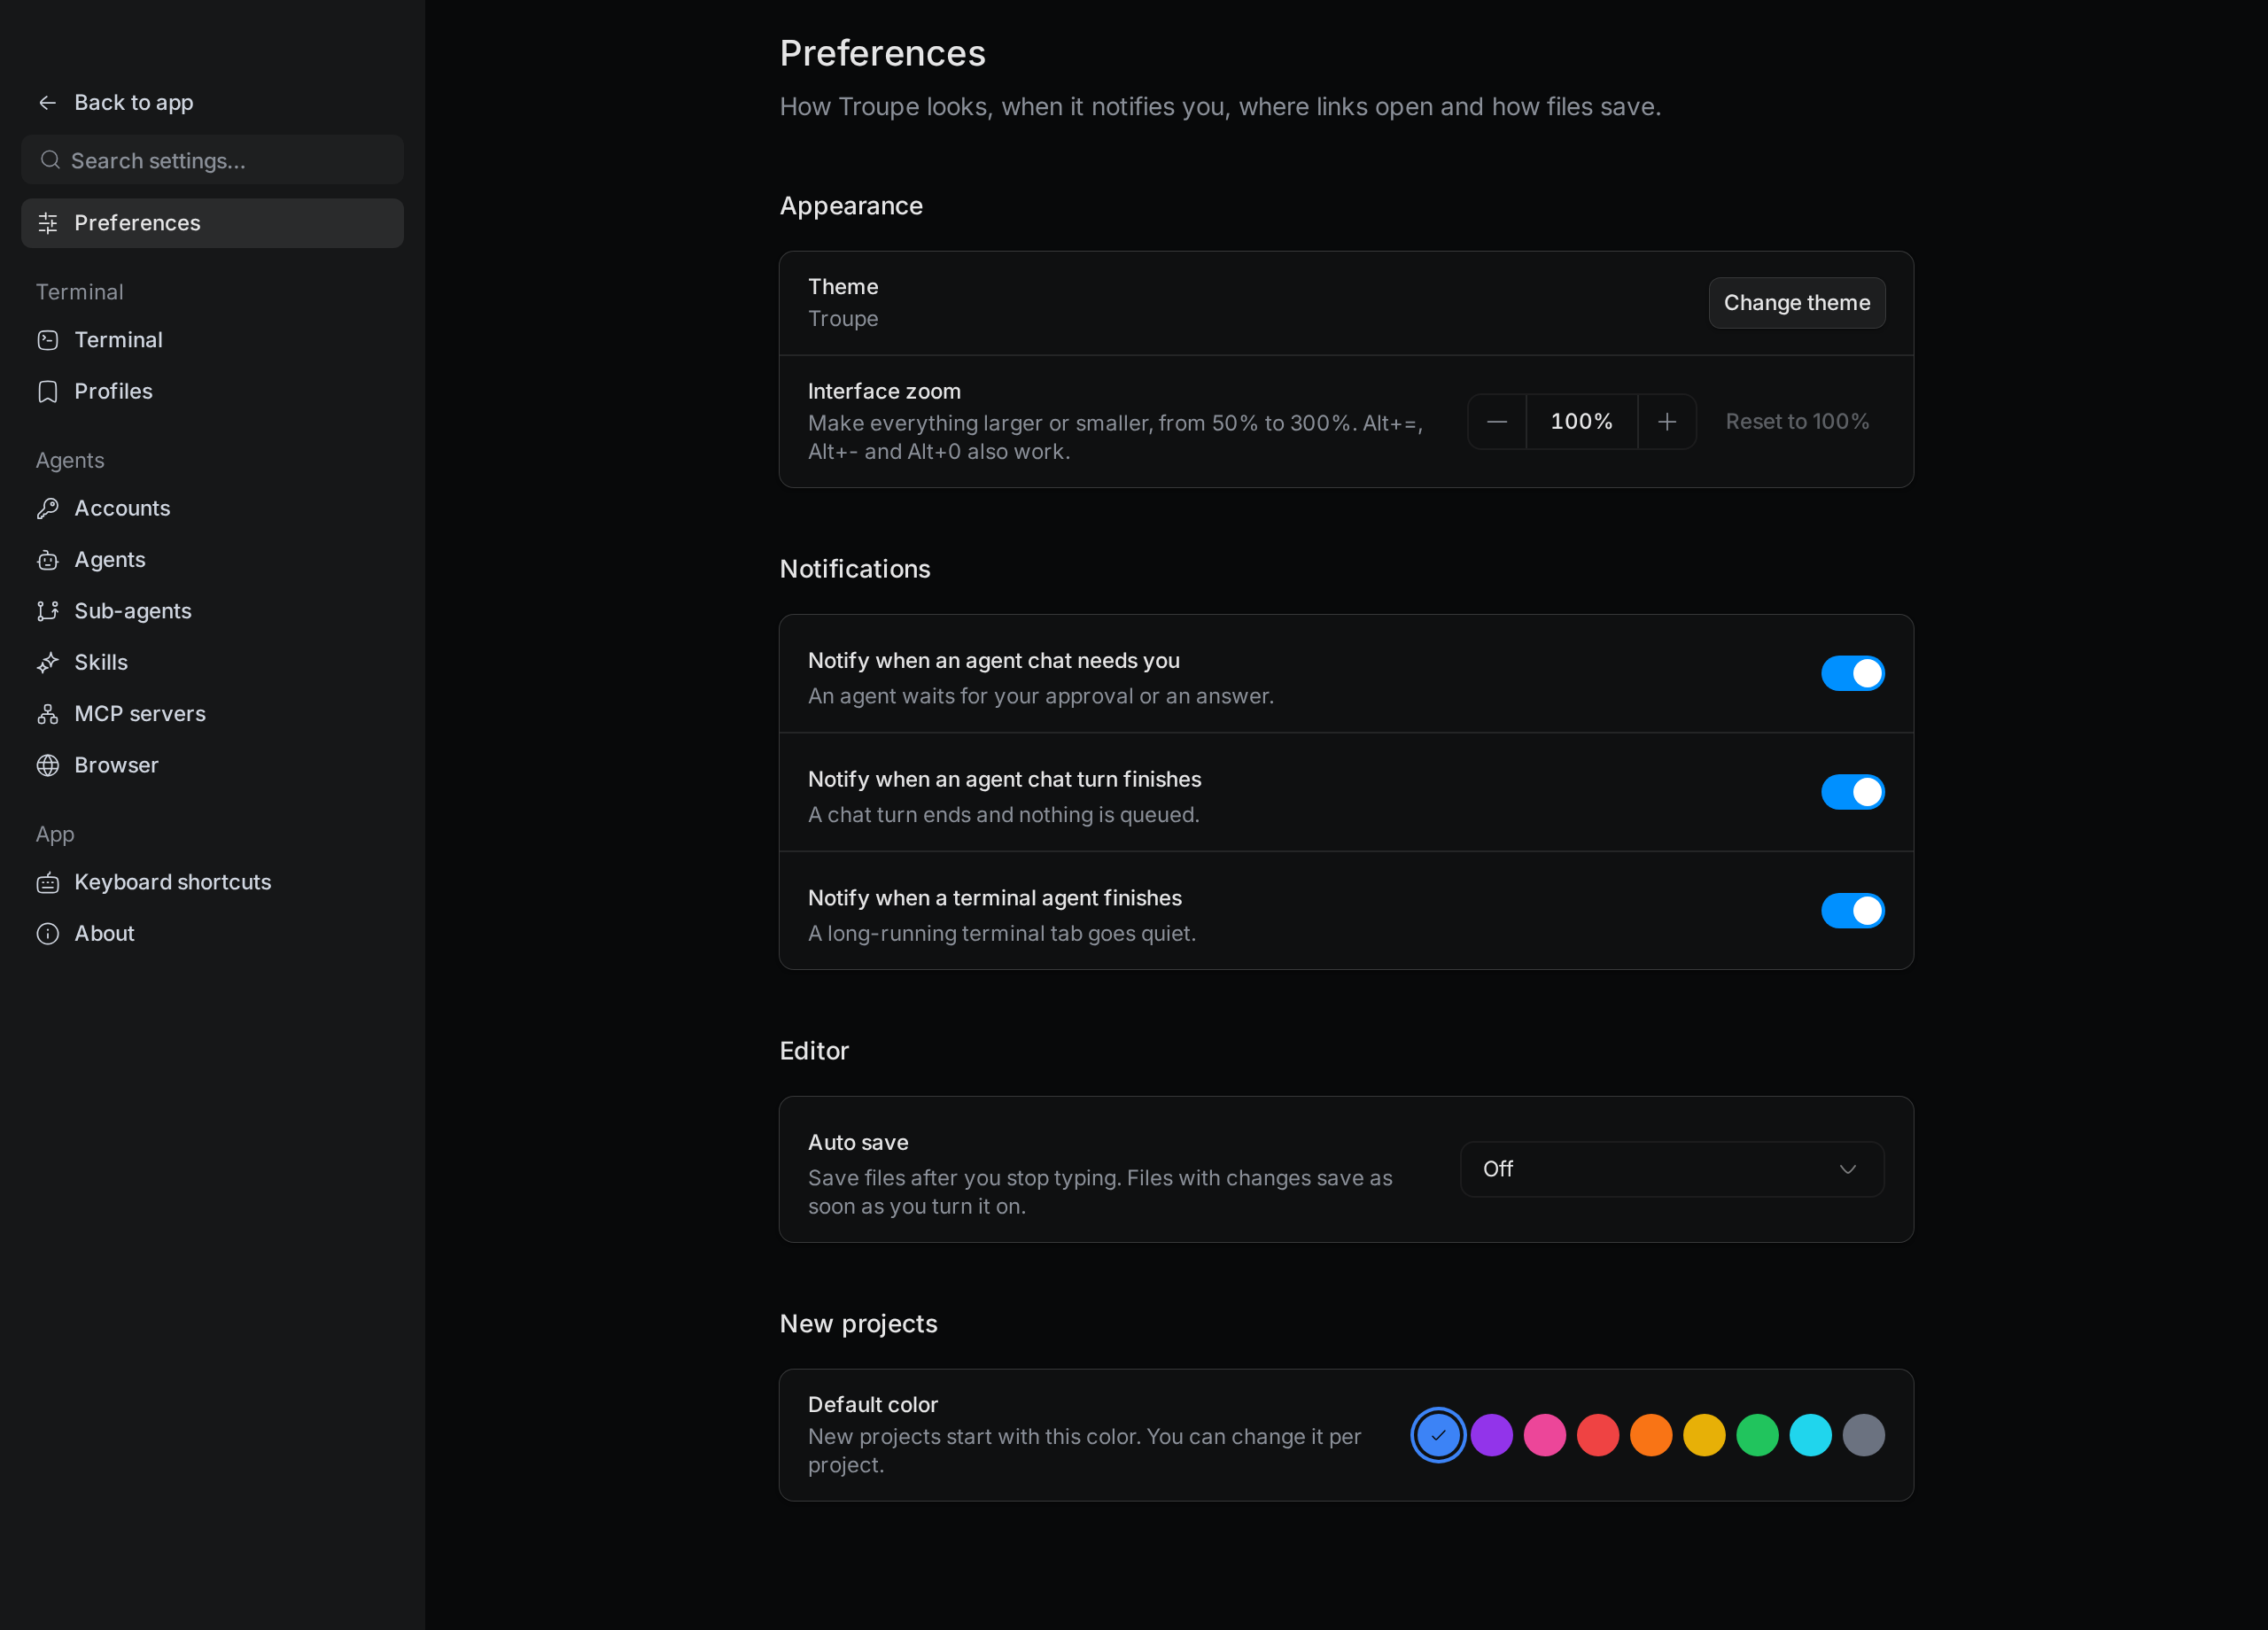 Back to app
Search settings...
Preferences
Terminal
Terminal
Profiles
Agents
Accounts
Agents
Sub-agents
Skills
MCP servers
Browser
App
Keyboard shortcuts
About
Preferences
How Troupe looks, when it notifies you, where links open and how files save.
Appearance
Theme
Troupe
Change theme
Interface zoom
Make everything larger or smaller, from 50% to 300%. Alt+=,
Alt+- and Alt+0 also work.
100%
Reset to 100%
Notifications
Notify when an agent chat needs you
An agent waits for your approval or an answer.
Notify when an agent chat turn finishes
A chat turn ends and nothing is queued.
Notify when a terminal agent finishes
A long-running terminal tab goes quiet.
Editor
Auto save
Save files after you stop typing. Files with changes save as
soon as you turn it on.
Off
New projects
Default color
New projects start with this color. You can change it per
project.